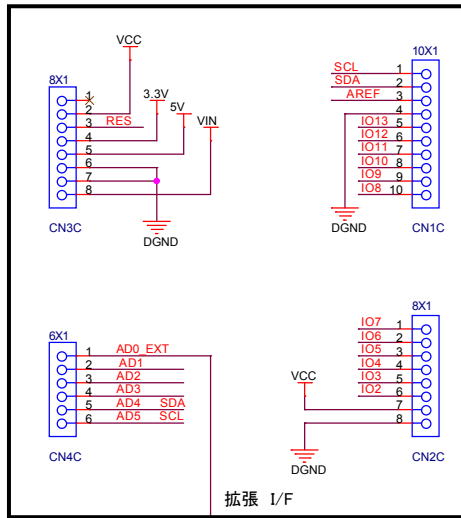 VCC
8X1
1
2
3 RES
4 3.3V
5 5V
6 VIN
7
8
CN3C
DGND
10X1
SCL 1
SDA 2
AREF 3
4
IO13 5
IO12 6
IO11 7
IO10 8
IO9 9
IO8 10
DGND
CN1C
6X1
1 AD0_EXT
2 AD1
3 AD2
4 AD3
5 AD4 SDA
6 AD5 SCL
CN4C
8X1
IO7 1
IO6 2
IO5 3
IO4 4
IO3 5
IO2 6
VCC 7
8
DGND
CN2C
拡張 I/F